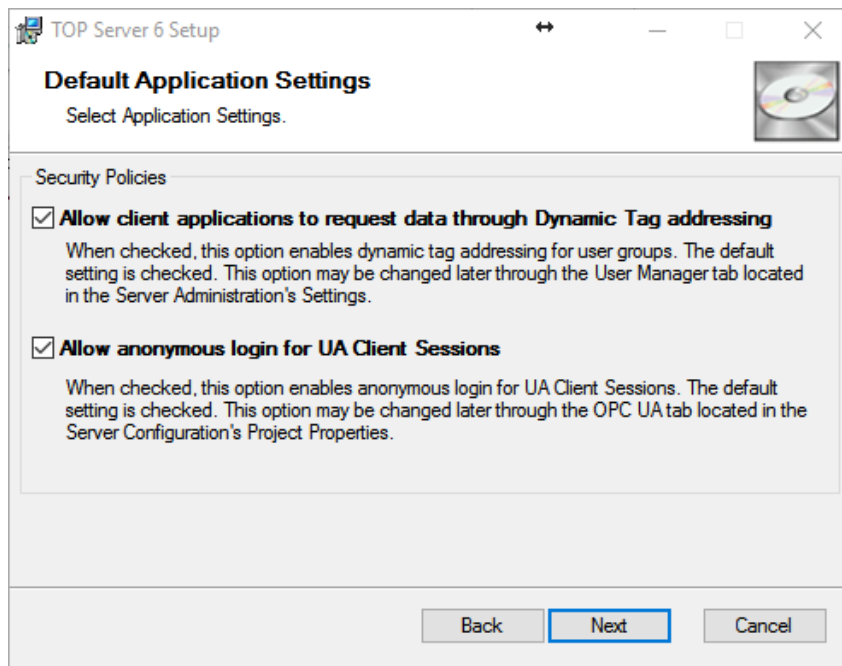 TOP Server 6 Setup
Default Application Settings
Select Application Settings.
Security Policies
Allow client applications to request data through Dynamic Tag addressing
When checked, this option enables dynamic tag addressing for user groups. The default
setting is checked. This option may be changed later through the User Manager tab located
in the Server Administration's Settings.
Allow anonymous login for UA Client Sessions
When checked, this option enables anonymous login for UA Client Sessions. The default
setting is checked. This option may be changed later through the OPC UA tab located in the
Server Configuration's Project Properties.
Back Next Cancel